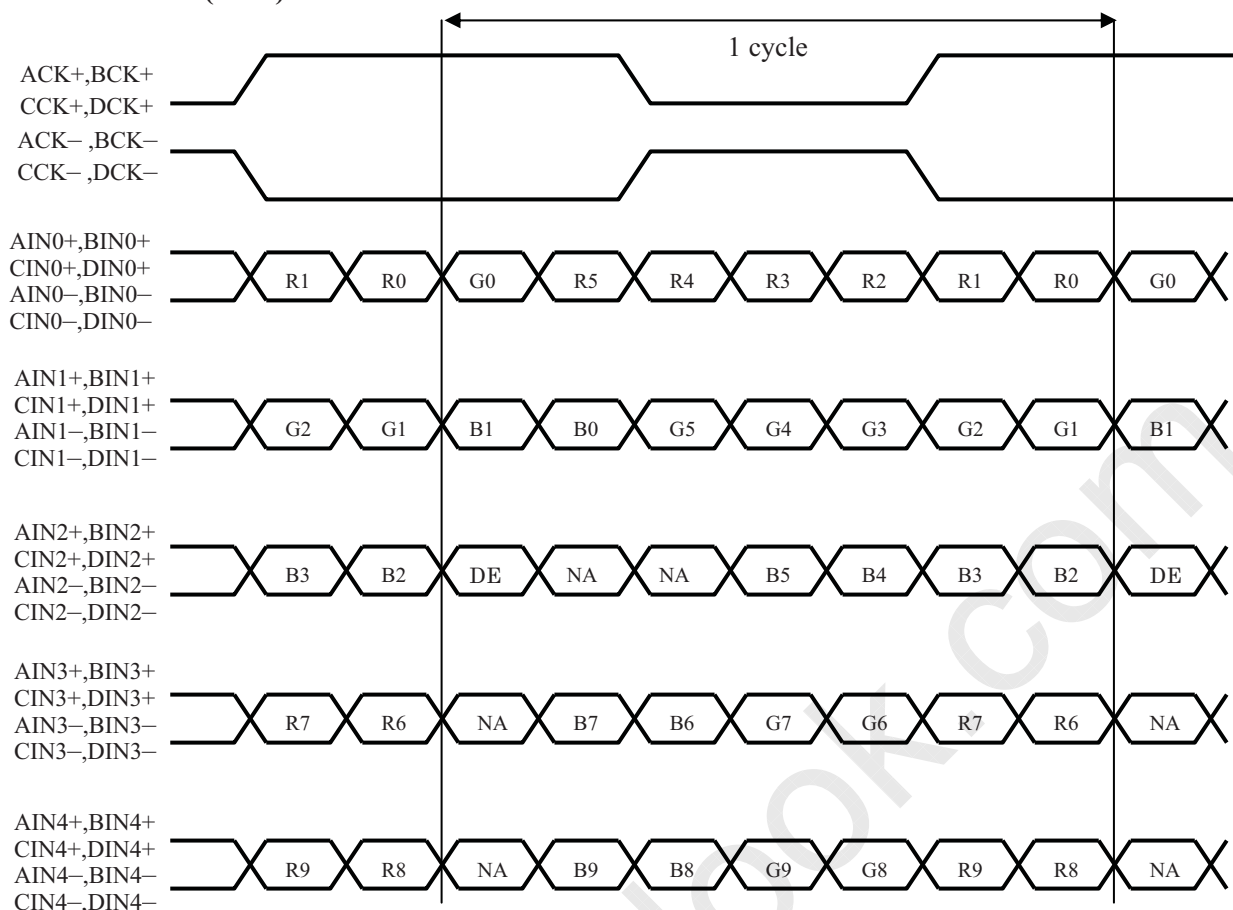 1 cycle
ACK+,BCK+
CCK+,DCK+
ACK− ,BCK−
CCK− ,DCK−
AIN0+,BIN0+
CIN0+,DIN0+
AIN0−,BIN0−
CIN0−,DIN0−
R1 R0 G0 R5 R4 R3 R2 R1 R0 G0
AIN1+,BIN1+
CIN1+,DIN1+
AIN1−,BIN1−
CIN1−,DIN1−
G2 G1 B1 B0 G5 G4 G3 G2 G1 B1
AIN2+,BIN2+
CIN2+,DIN2+
AIN2−,BIN2−
CIN2−,DIN2−
B3 B2 DE NA NA B5 B4 B3 B2 DE
AIN3+,BIN3+
CIN3+,DIN3+
AIN3−,BIN3−
CIN3−,DIN3−
R7 R6 NA B7 B6 G7 G6 R7 R6 NA
AIN4+,BIN4+
CIN4+,DIN4+
AIN4−,BIN4−
CIN4−,DIN4−
R9 R8 NA B9 B8 G9 G8 R9 R8 NA
look.com